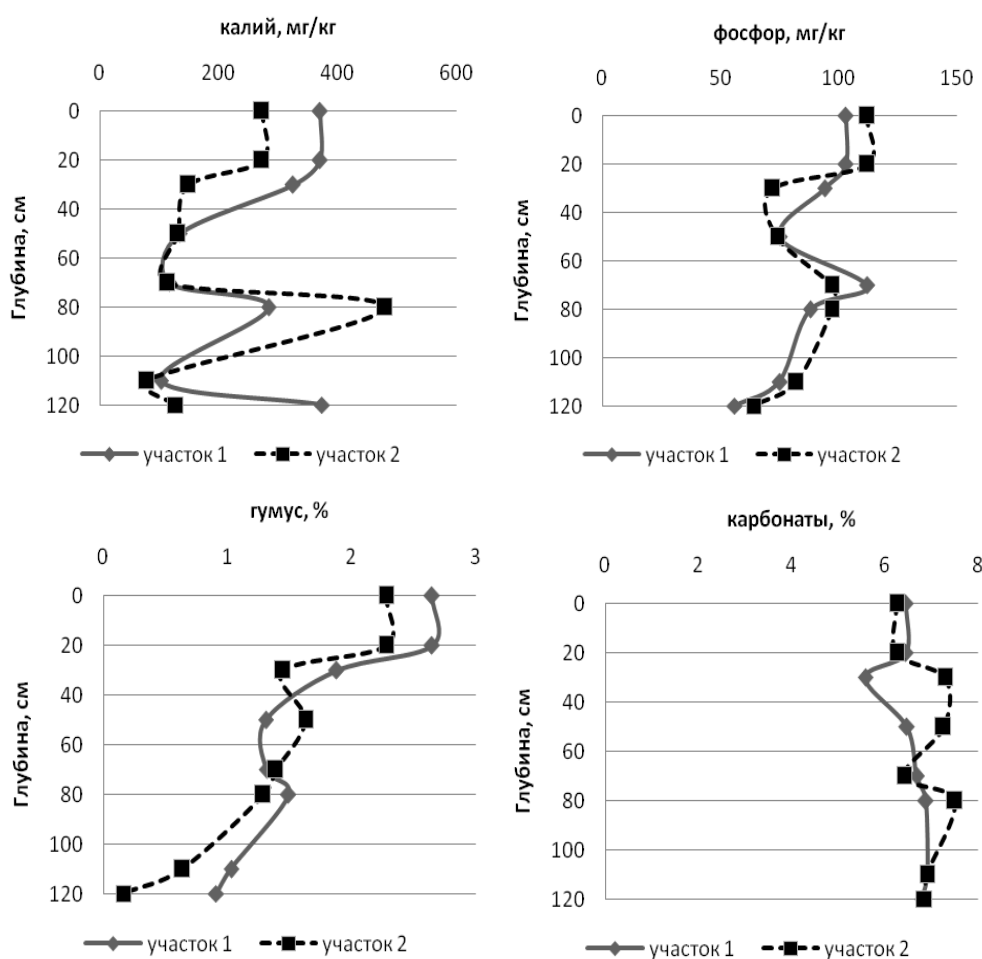 калий, мг/кг
0 200 400 600
0
20
40
60
80
100
120
Глубина, см
участок 1 участок 2
фосфор, мг/кг
0 50 100 150
0
20
40
60
80
100
120
Глубина, см
участок 1 участок 2
гумус, %
0 1 2 3
0
20
40
60
80
100
120
Глубина, см
участок 1 участок 2
карбонаты, %
0 2 4 6 8
0
20
40
60
80
100
120
Глубина, см
участок 1 участок 2